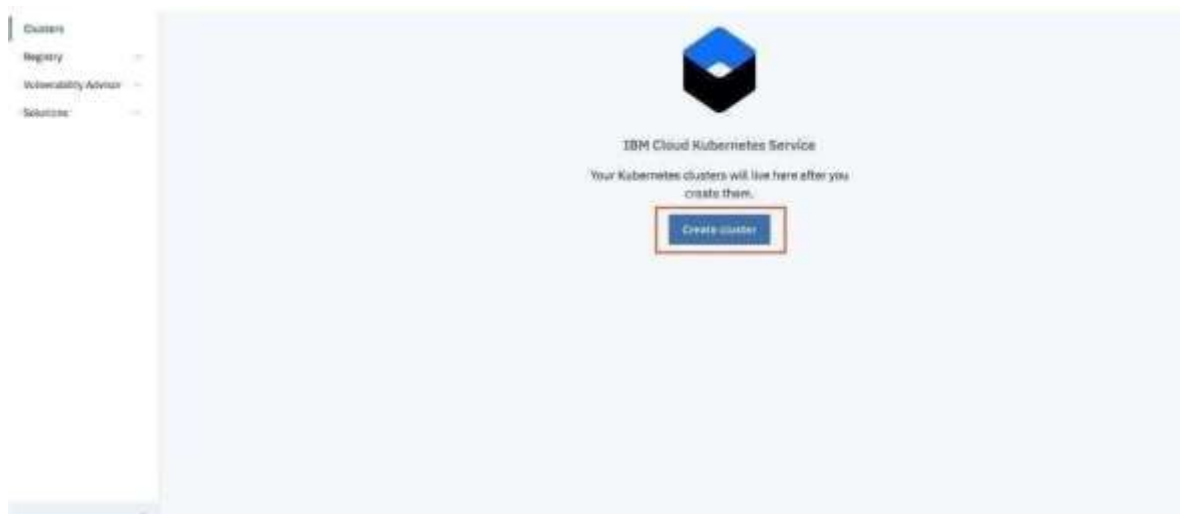 Clusters
Registry
Vulnerability Advisor
Solutions
IBM Cloud Kubernetes Service
Your Kubernetes clusters will live here after you
create them.
Create cluster